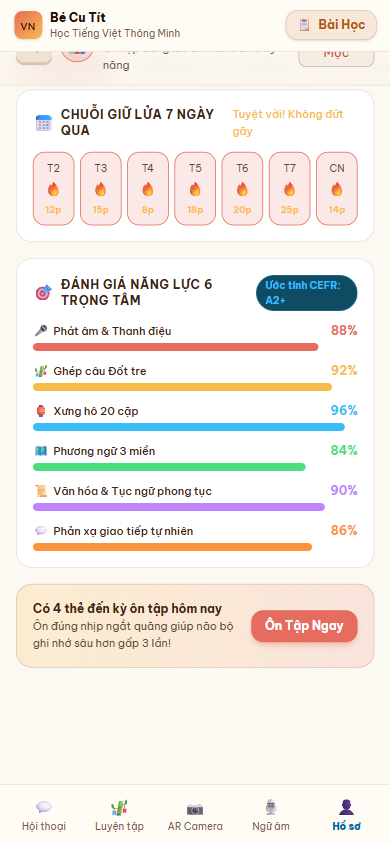 VN
Bé Cu Tít
Học Tiếng Việt Thông Minh
Bài Học
năng
CHUỖI GIỮ LỬA 7 NGÀY
QUA
Tuyệt vời! Không đứt
gãy
T2
T3
T4
T5
T6
T7
CN
12p
15p
8p
18p
20p
25p
14p
ĐÁNH GIÁ NĂNG LỰC 6
TRỌNG TÂM
Ước tính CEFR:
A2+
Phát âm & Thanh điệu
88%
Ghép câu Đốt tre
92%
Xưng hô 20 cặp
96%
Phương ngữ 3 miền
84%
Văn hóa & Tục ngữ phong tục
90%
Phản xạ giao tiếp tự nhiên
86%
Có 4 thẻ đến kỳ ôn tập hôm nay
Ôn đúng nhịp ngắt quãng giúp não bộ
ghi nhớ sâu hơn gấp 3 lần!
Ôn Tập Ngay
Hội thoại
Luyện tập
AR Camera
Ngữ âm
Hồ sơ